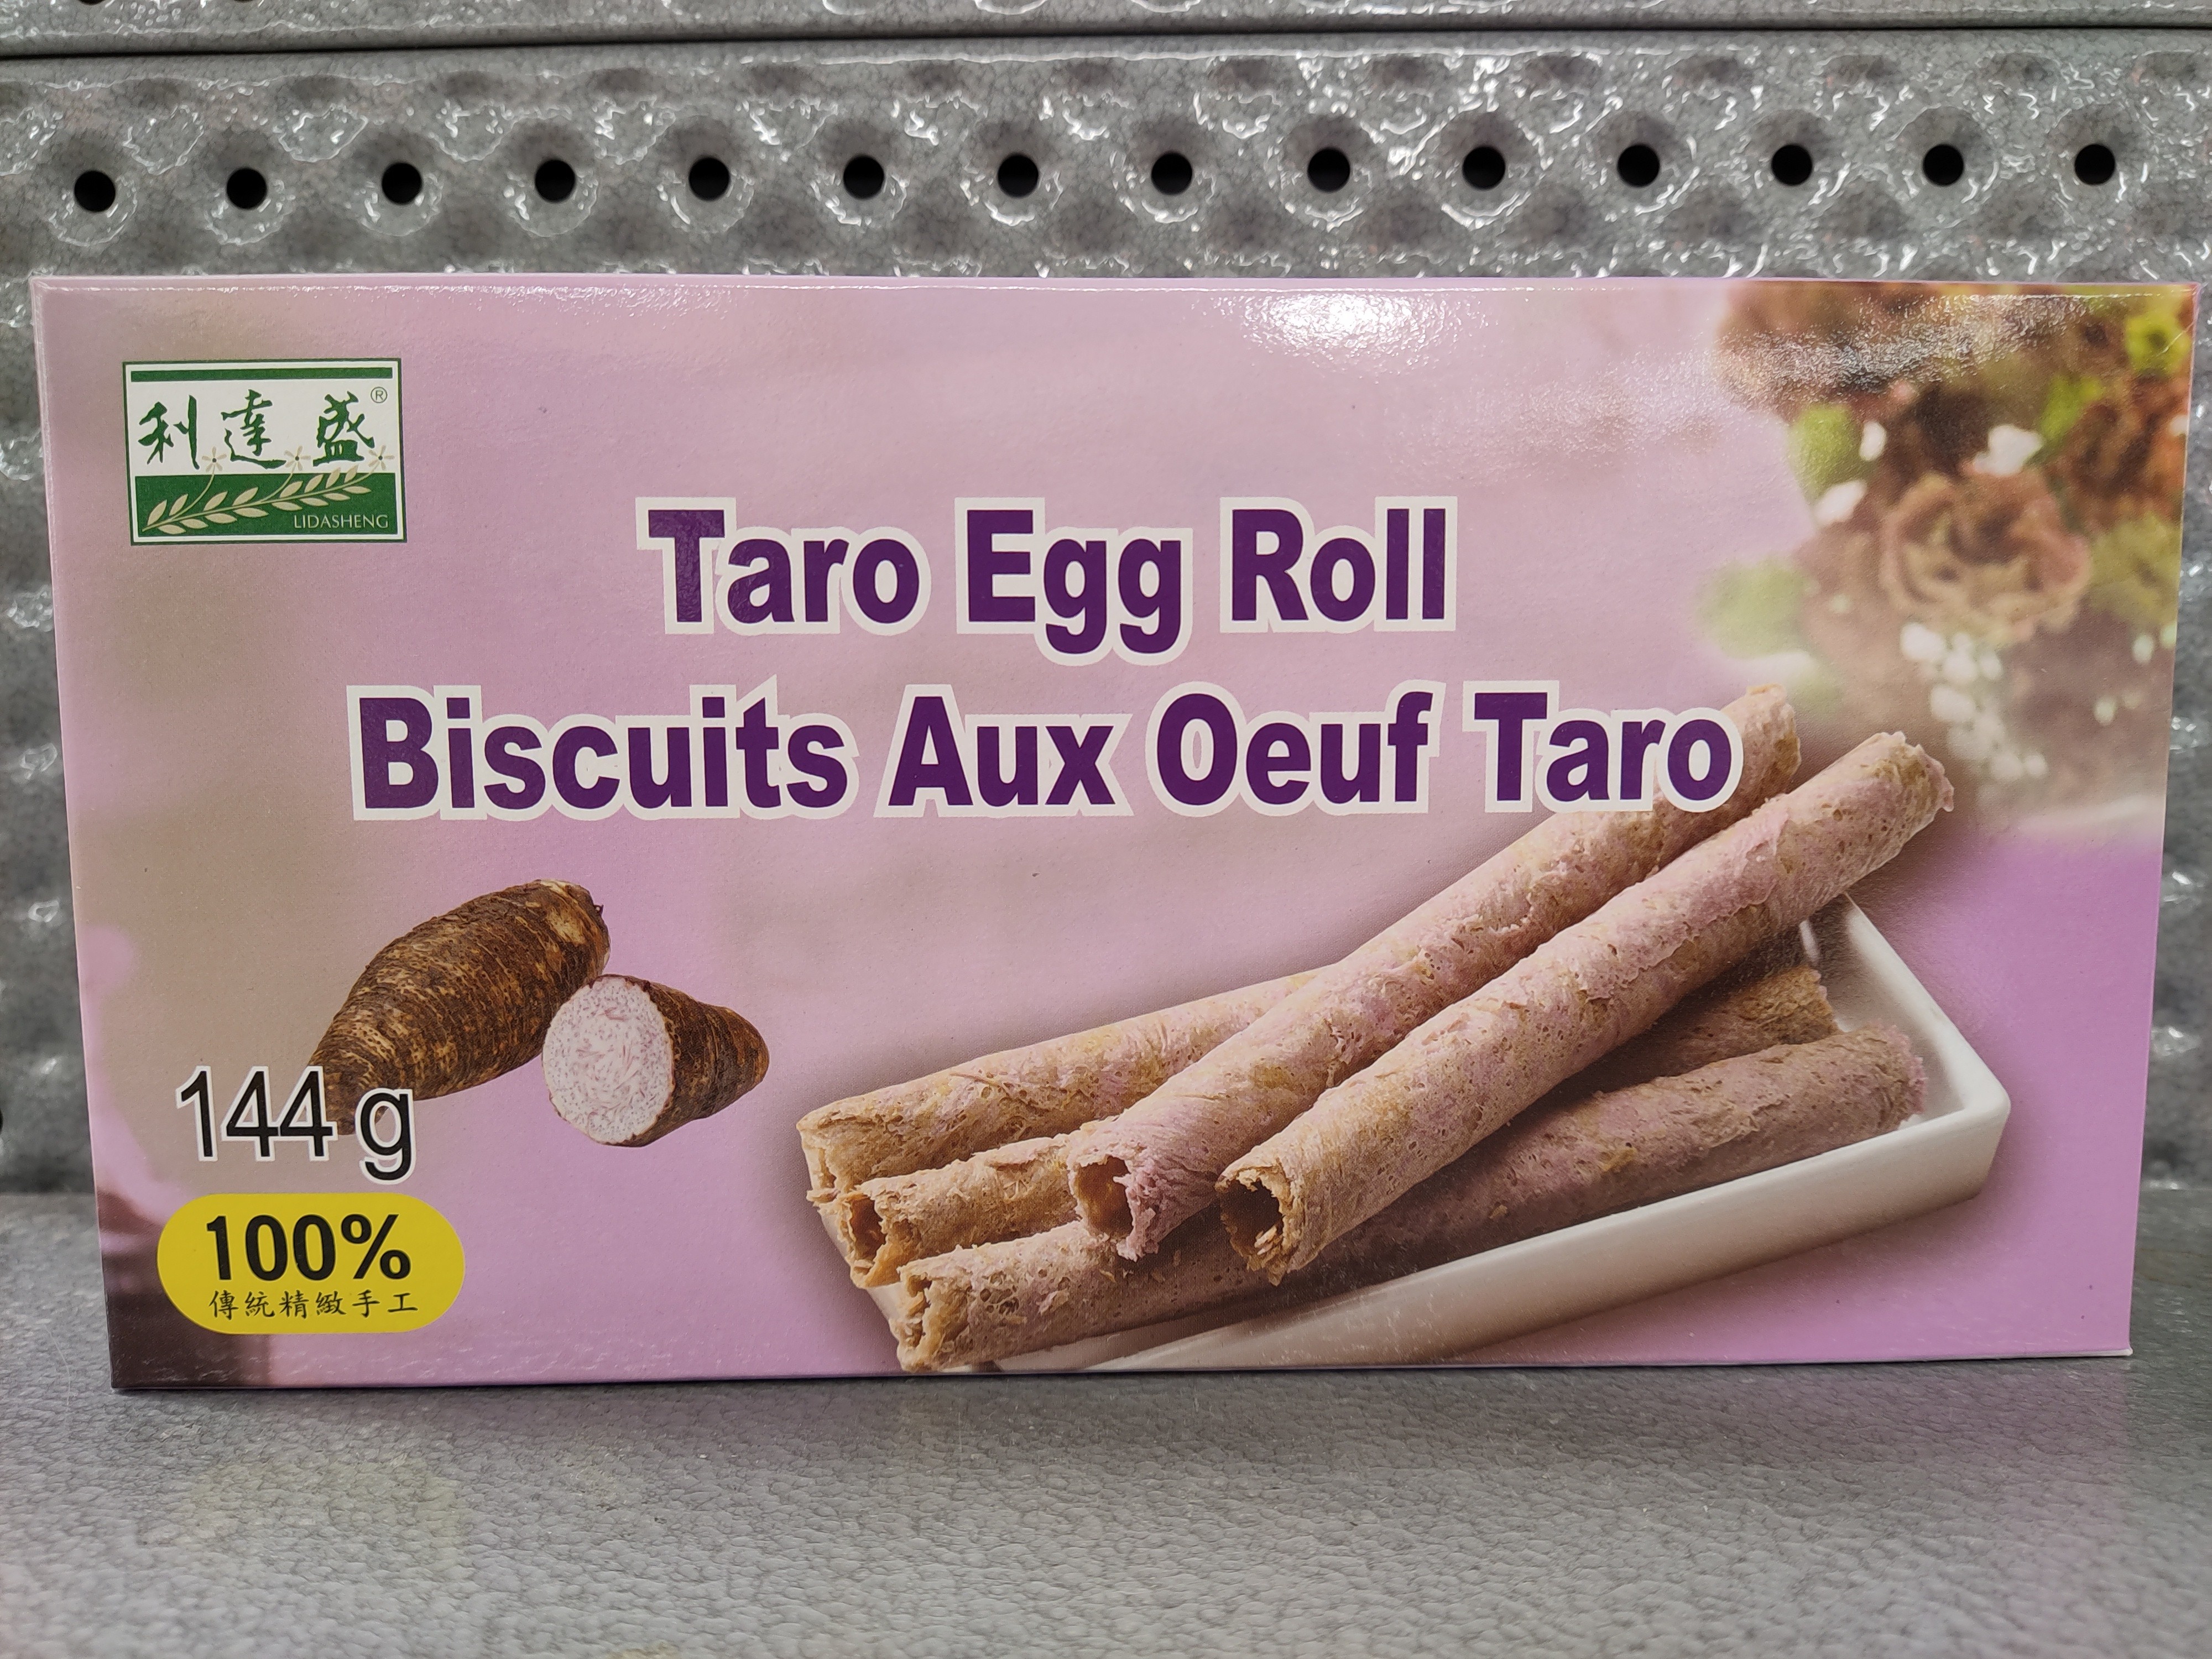 利達盛®
LIDASHENG
Taro Egg Roll
Biscuits Aux Oeuf Taro
144 g
100%
傳統精緻手工